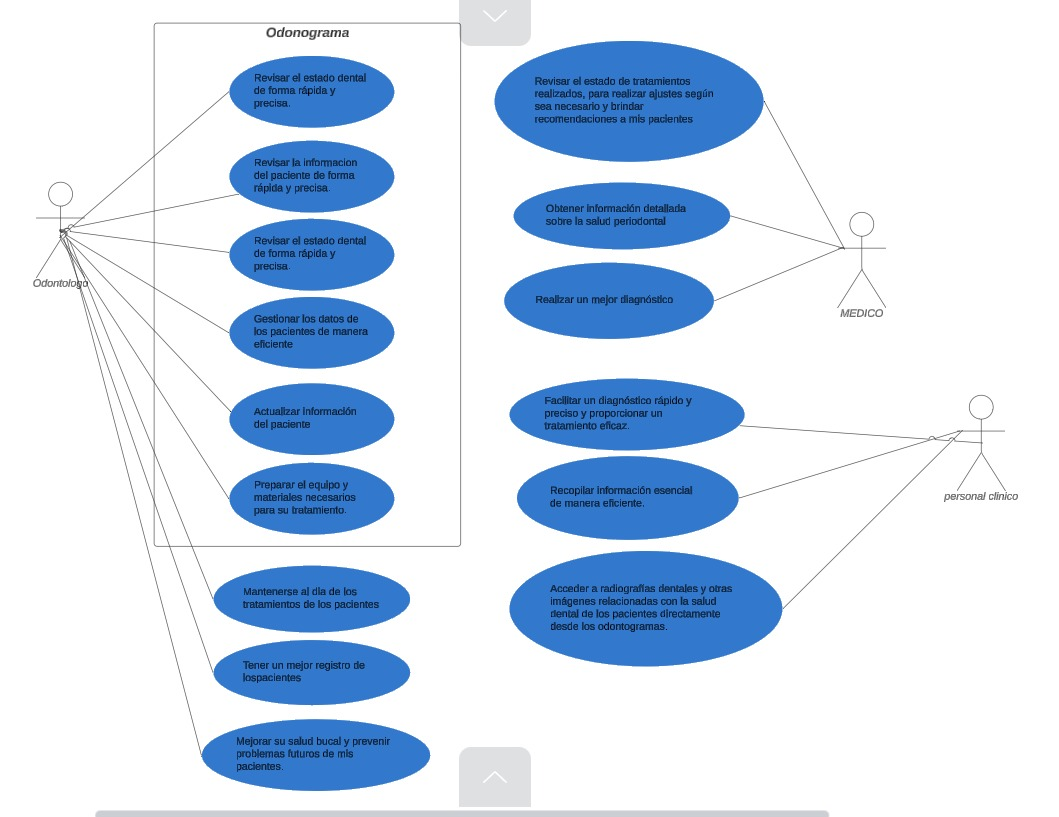 Odonograma
Revisar el estado dental
de forma rápida y
precisa.
Revisar la informacion
del paciente de forma
rápida y precisa.
Revisar el estado dental
de forma rápida y
precisa.
Gestionar los datos de
los pacientes de manera
eficiente
Actualizar información
del paciente
Preparar el equipo y
materiales necesarios
para su tratamiento.
Mantenerse al día de los
tratamientos de los pacientes
Tener un mejor registro de
lospacientes
Mejorar su salud bucal y prevenir
problemas futuros de mis
pacientes.
Odontologo
Revisar el estado de tratamientos
realizados, para realizar ajustes según
sea necesario y brindar
recomendaciones a mis pacientes
Obtener información detallada
sobre la salud periodontal
Realizar un mejor diagnóstico
MEDICO
Facilitar un diagnóstico rápido y
preciso y proporcionar un
tratamiento eficaz.
Recopilar información esencial
de manera eficiente.
Acceder a radiografías dentales y otras
imágenes relacionadas con la salud
dental de los pacientes directamente
desde los odontogramas.
personal clinico